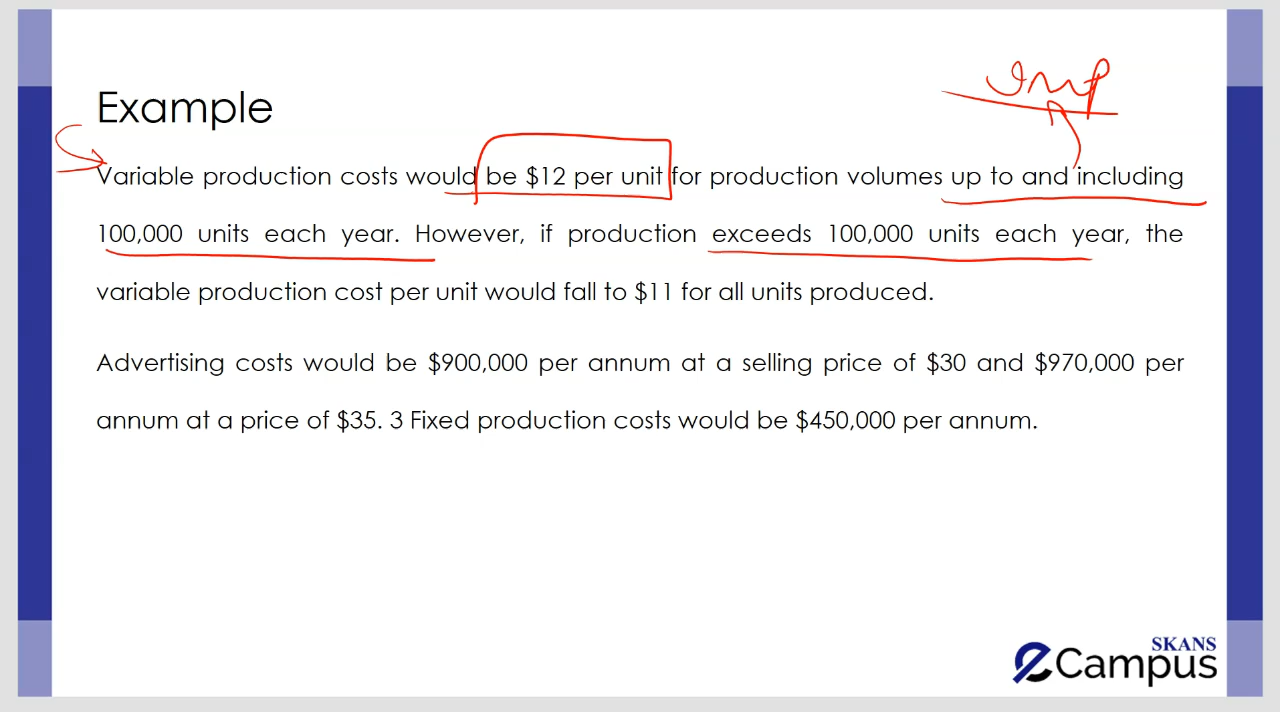 Imp
Example
Variable production costs would be $12 per unit for production volumes up to and including
100,000 units each year. However, if production exceeds 100,000 units each year, the
variable production cost per unit would fall to $11 for all units produced.
Advertising costs would be $900,000 per annum at a selling price of $30 and $970,000 per
annum at a price of $35. 3 Fixed production costs would be $450,000 per annum.
SKANS
eCampus